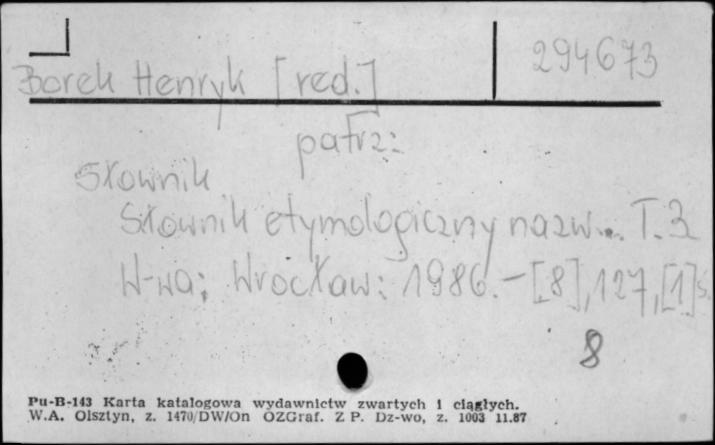 Borek Henryk [red.] 294673
patrz:
Słownik
Słownik etymologiczny nazw... T. 3
W-wa; Wrocław: 1986. – [8], 127, [1] s.
8
Pu-B-143 Karta katalogowa wydawnictw zwartych i ciągłych.
W.A. Olsztyn, z. 1470/DW/On OZGraf. Z P. Dz-wo, z. 1003 11.87